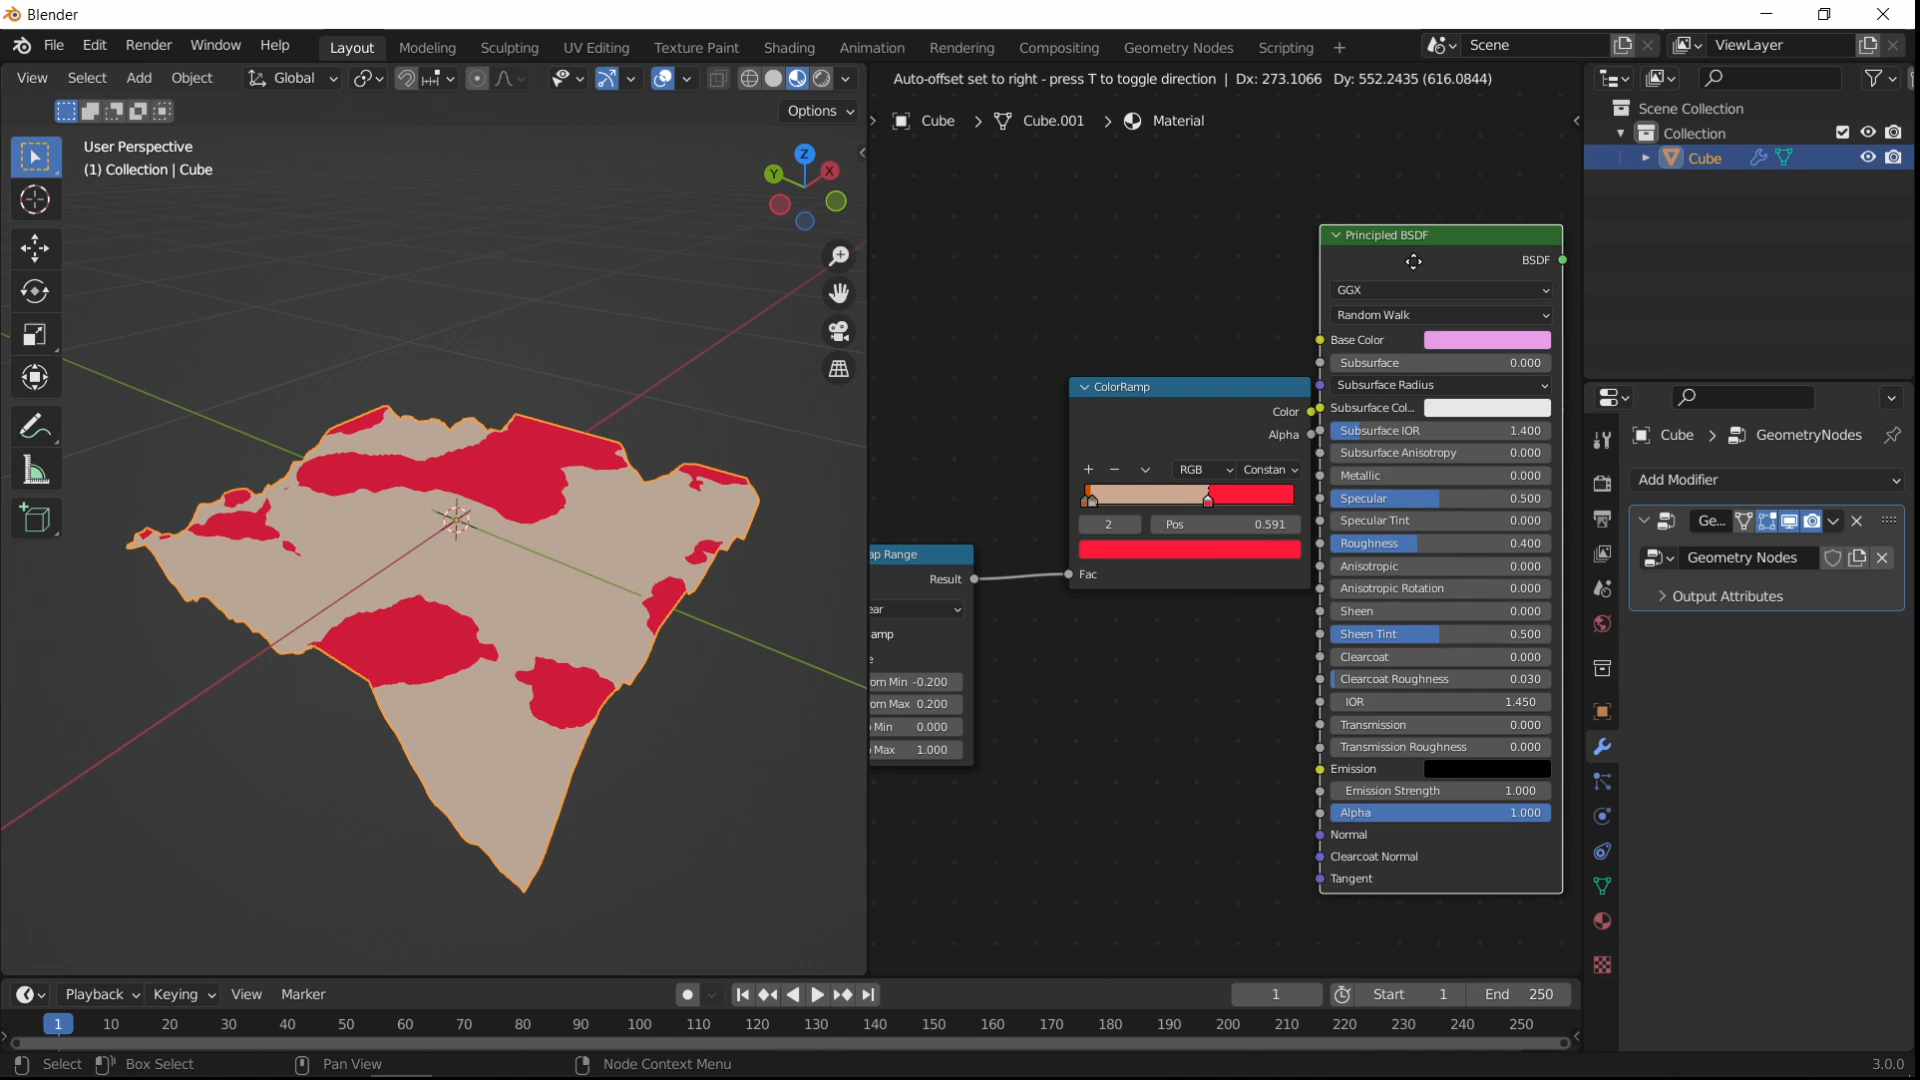 Blender
File Edit Render Window Help Layout Modeling Sculpting UV Editing Texture Paint Shading Animation Rendering Compositing Geometry Nodes Scripting + Scene ViewLayer
View Select Add Object Global
Auto-offset set to right - press T to toggle direction | Dx: 273.1066 Dy: 552.2435 (616.0844)
Options
Cube > Cube.001 > Material
User Perspective
(1) Collection | Cube
Z
Y
X
Scene Collection
Collection
Cube
Principled BSDF
BSDF
GGX
Random Walk
Base Color
Subsurface 0.000
Subsurface Radius
Subsurface Col...
Subsurface IOR 1.400
Subsurface Anisotropy 0.000
Metallic 0.000
Specular 0.500
Specular Tint 0.000
Roughness 0.400
Anisotropic 0.000
Anisotropic Rotation 0.000
Sheen 0.000
Sheen Tint 0.500
Clearcoat 0.000
Clearcoat Roughness 0.030
IOR 1.450
Transmission 0.000
Transmission Roughness 0.000
Emission
Emission Strength 1.000
Alpha 1.000
Normal
Clearcoat Normal
Tangent
ColorRamp
Color
Alpha
+ − RGB Constan
2 Pos 0.591
Fac
ap Range
Result
ear
amp
e
om Min -0.200
om Max 0.200
Min 0.000
Max 1.000
Cube > GeometryNodes
Add Modifier
Ge...
Geometry Nodes
Output Attributes
Playback Keying View Marker
1 Start 1 End 250
1 10 20 30 40 50 60 70 80 90 100 110 120 130 140 150 160 170 180 190 200 210 220 230 240 250
Select Box Select Pan View Node Context Menu 3.0.0